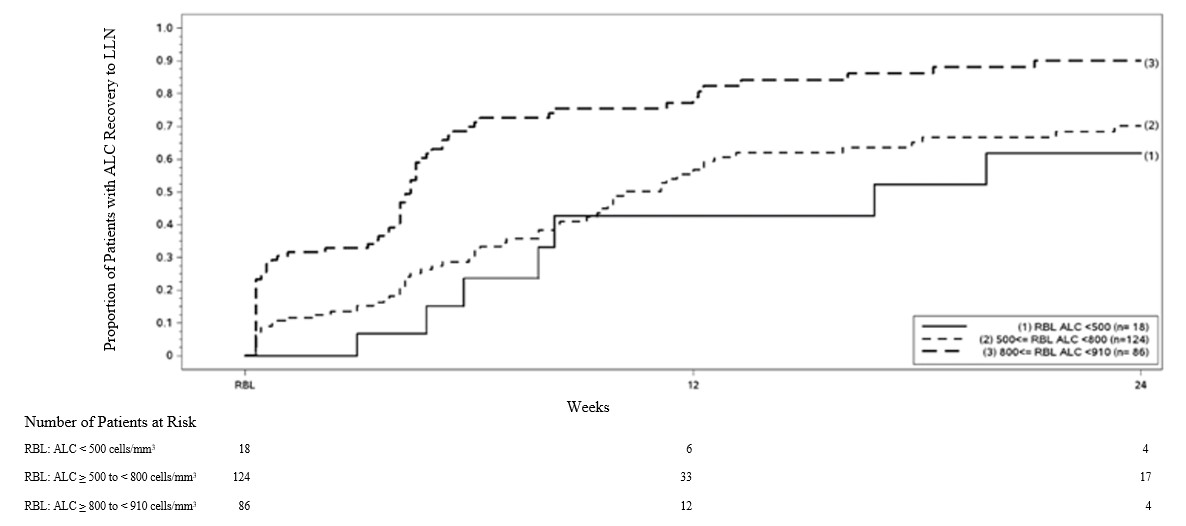 Proportion of Patients with ALC Recovery to LLN
1.0
0.9
0.8
0.7
0.6
0.5
0.4
0.3
0.2
0.1
0
(3)
(2)
(1)
(1) RBL ALC <500 (n= 18)
(2) 500<= RBL ALC <800 (n=124)
(3) 800<= RBL ALC <910 (n= 86)
RBL 12 24
Weeks
Number of Patients at Risk
RBL: ALC < 500 cells/mm³ 18 6 4
RBL: ALC ≥ 500 to < 800 cells/mm³ 124 33 17
RBL: ALC ≥ 800 to < 910 cells/mm³ 86 12 4